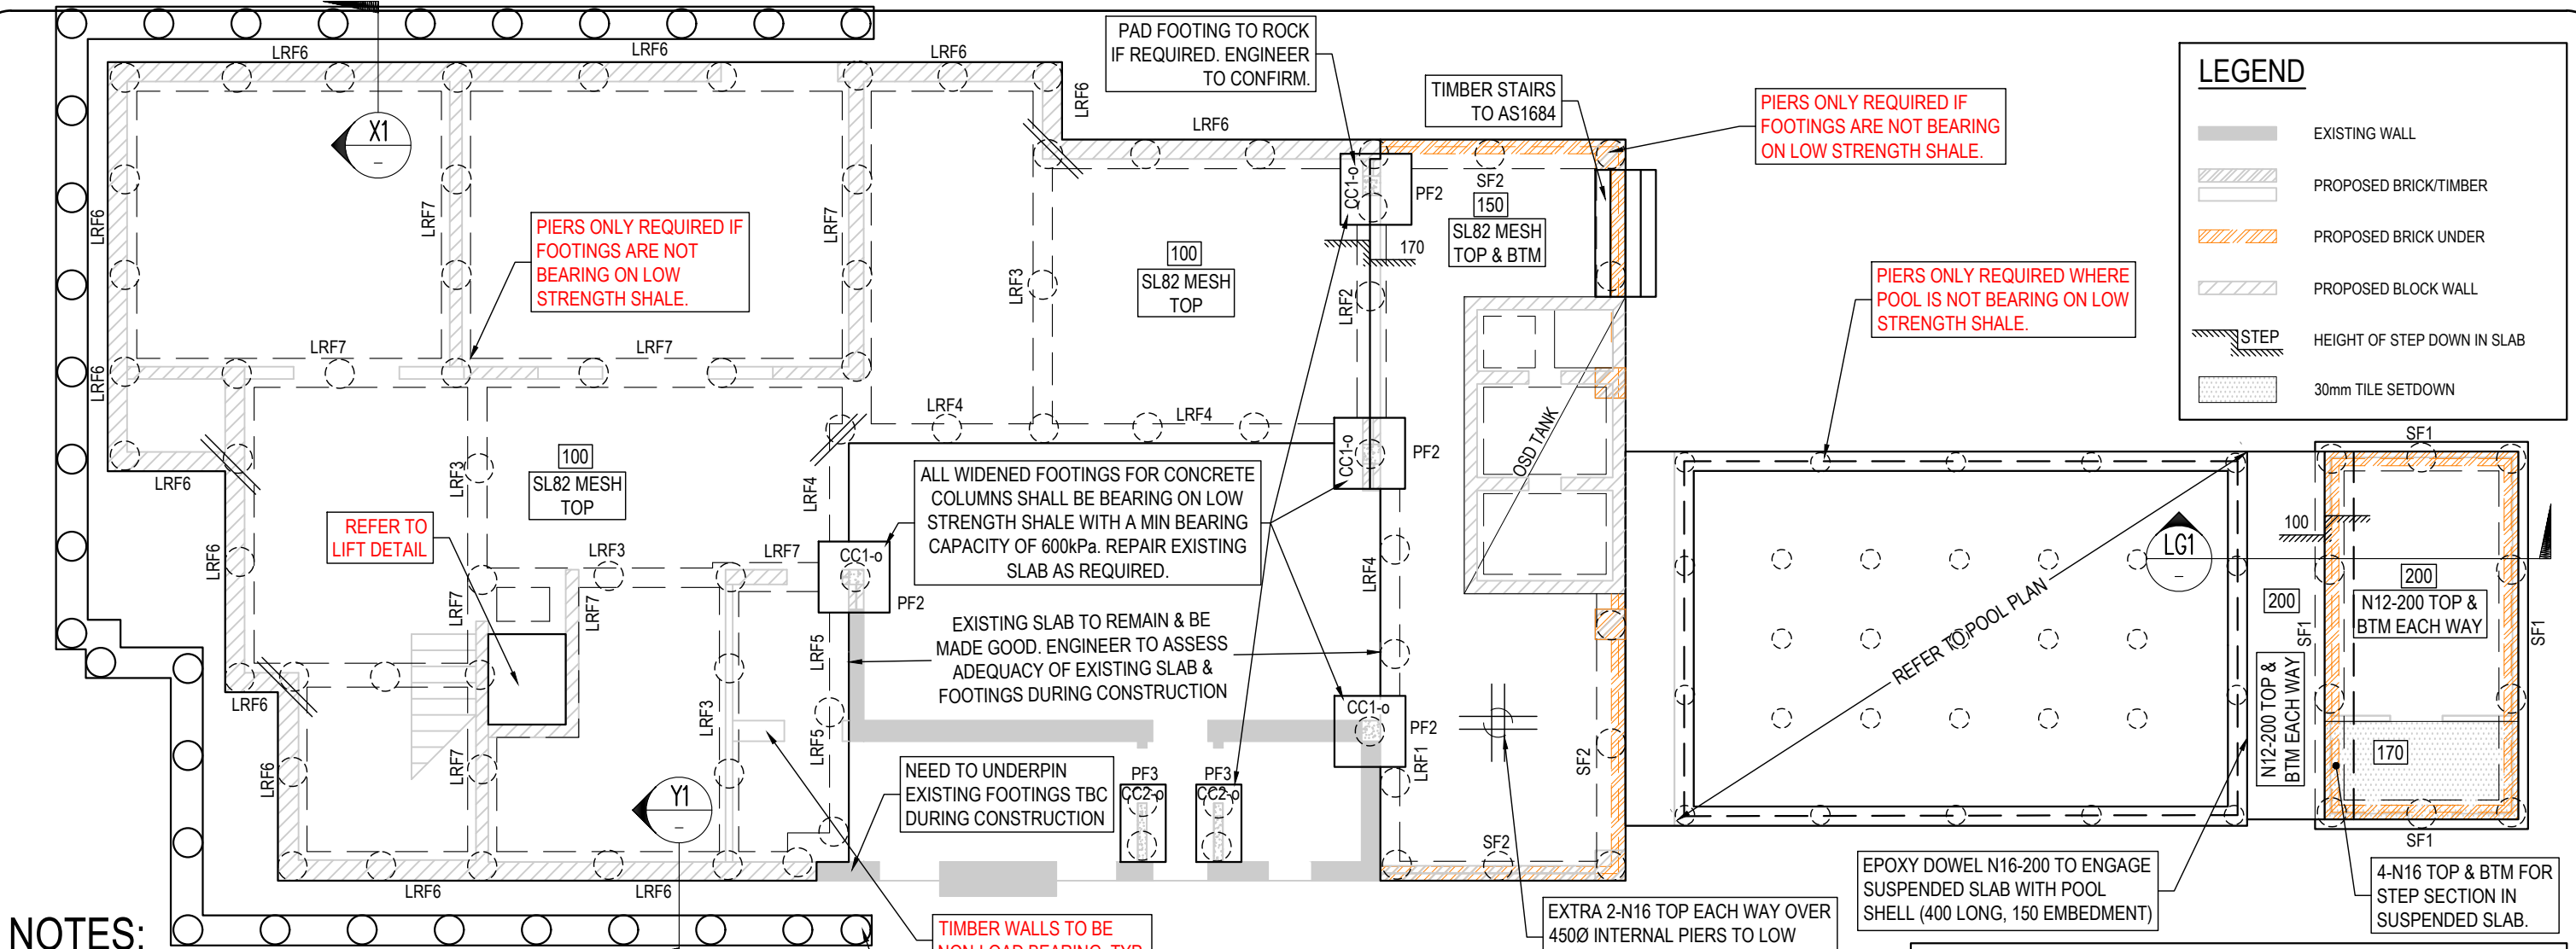 LRF6
LRF6
LRF6
LRF6
LRF6
PAD FOOTING TO ROCK
IF REQUIRED. ENGINEER
TO CONFIRM.
TIMBER STAIRS
TO AS1684
PIERS ONLY REQUIRED IF
FOOTINGS ARE NOT BEARING
ON LOW STRENGTH SHALE.
LEGEND
EXISTING WALL
PROPOSED BRICK/TIMBER
PROPOSED BRICK UNDER
PROPOSED BLOCK WALL
STEP
HEIGHT OF STEP DOWN IN SLAB
30mm TILE SETDOWN
X1
–
LRF6
LRF7
LRF7
PIERS ONLY REQUIRED IF
FOOTINGS ARE NOT
BEARING ON LOW
STRENGTH SHALE.
LRF3
100
SL82 MESH
TOP
CC1-o
PF2
170
LRF2
SF2
150
SL82 MESH
TOP & BTM
PIERS ONLY REQUIRED WHERE
POOL IS NOT BEARING ON LOW
STRENGTH SHALE.
LRF6
LRF7
LRF7
LRF4
LRF4
CC1-o
PF2
OSD TANK
LRF6
LRF3
100
SL82 MESH
TOP
LRF4
ALL WIDENED FOOTINGS FOR CONCRETE
COLUMNS SHALL BE BEARING ON LOW
STRENGTH SHALE WITH A MIN BEARING
CAPACITY OF 600kPa. REPAIR EXISTING
SLAB AS REQUIRED.
REFER TO
LIFT DETAIL
LRF6
LRF3
LRF7
CC1-o
PF2
LRF7
LRF7
LRF4
EXISTING SLAB TO REMAIN & BE
MADE GOOD. ENGINEER TO ASSESS
ADEQUACY OF EXISTING SLAB &
FOOTINGS DURING CONSTRUCTION
LRF5
REFER TO POOL PLAN
LG1
–
SF1
100
200
N12-200 TOP &
BTM EACH WAY
SF1
200
N12-200 TOP &
BTM EACH WAY
SF1
170
SF1
LRF6
LRF3
LRF5
CC1-o
PF2
LRF1
SF2
LRF6
LRF7
Y1
–
NEED TO UNDERPIN
EXISTING FOOTINGS TBC
DURING CONSTRUCTION
PF3
CC2-o
PF3
CC2-o
SF2
LRF6
LRF6
EPOXY DOWEL N16-200 TO ENGAGE
SUSPENDED SLAB WITH POOL
SHELL (400 LONG, 150 EMBEDMENT)
4-N16 TOP & BTM FOR
STEP SECTION IN
SUSPENDED SLAB.
EXTRA 2-N16 TOP EACH WAY OVER
450Ø INTERNAL PIERS TO LOW
NOTES:
TIMBER WALLS TO BE
NON LOAD BEARING. TYP